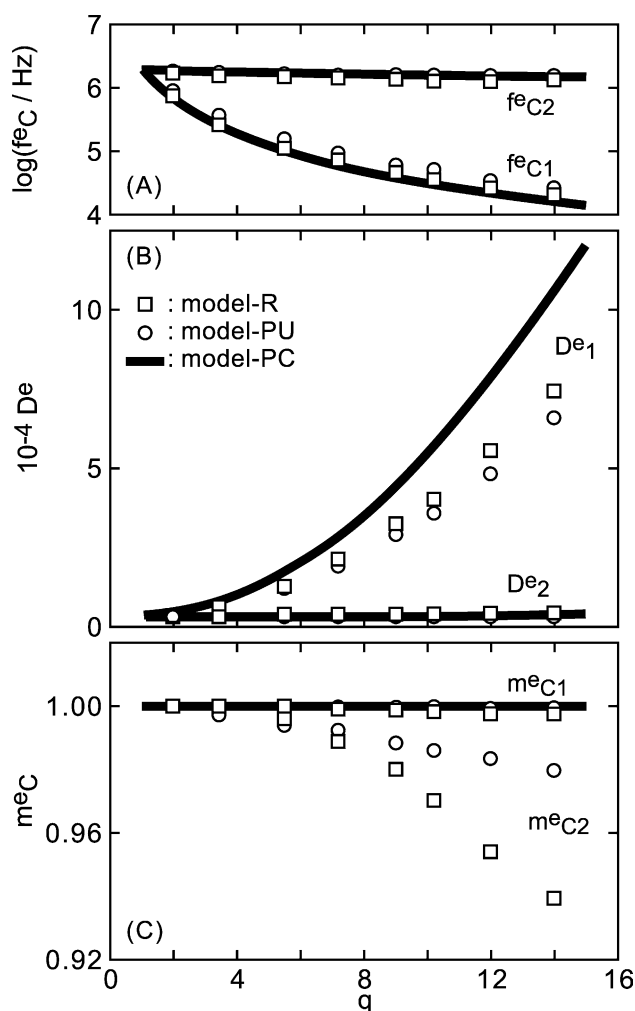 7
6
5
4
log(feC / Hz)
feC2
feC1
(A)
(B)
□ : model-R
○ : model-PU
: model-PC
10
5
0
10-4 De
De1
De2
1.00
0.96
0.92
meC
meC1
meC2
(C)
0 4 8 12 16
q